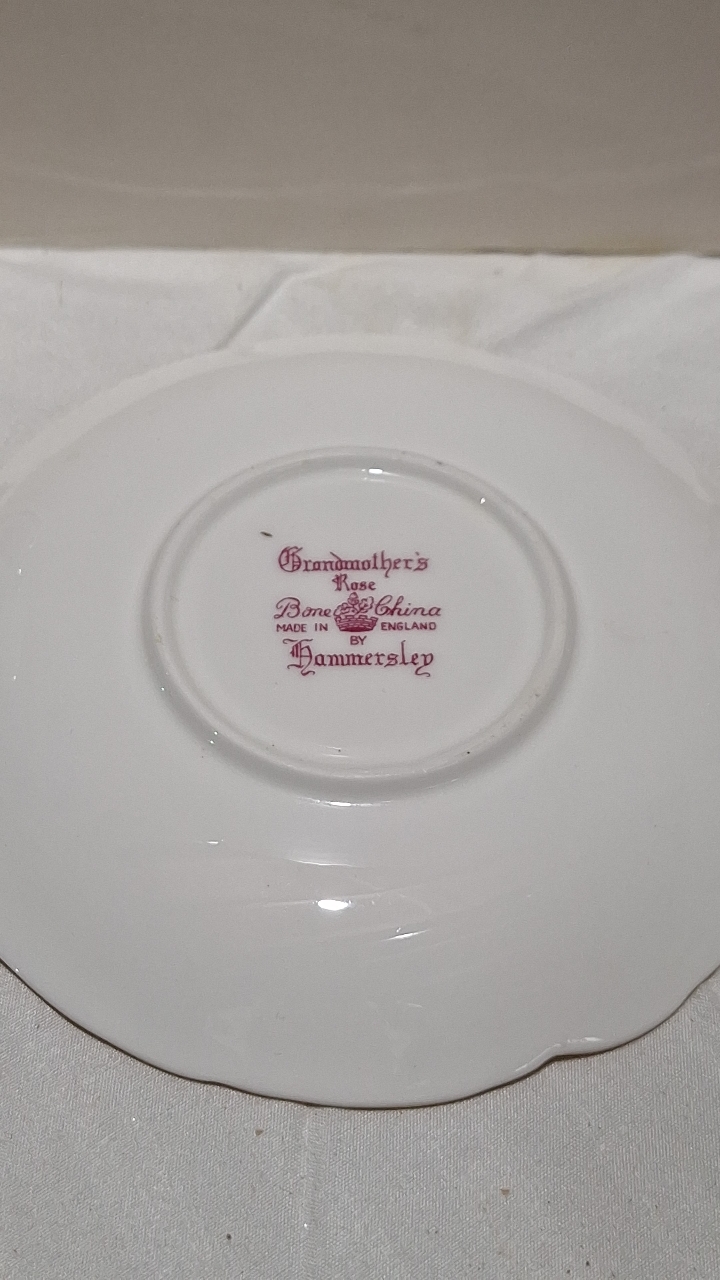 Grandmother's
Rose
Bone China
MADE IN ENGLAND
BY
Hammersley